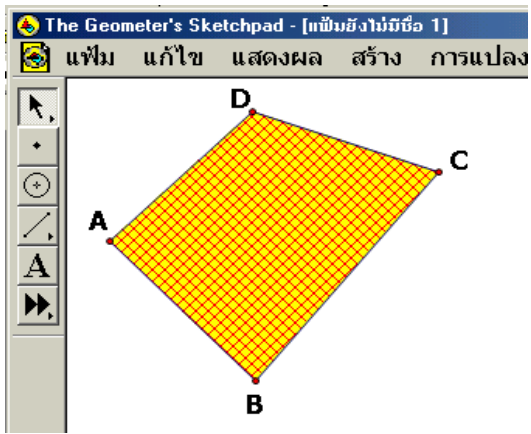 The Geometer's Sketchpad - [แฟ้มยังไม่มีชื่อ 1]
แฟ้ม แก้ไข แสดงผล สร้าง การแปลง
D
C
A
A
B